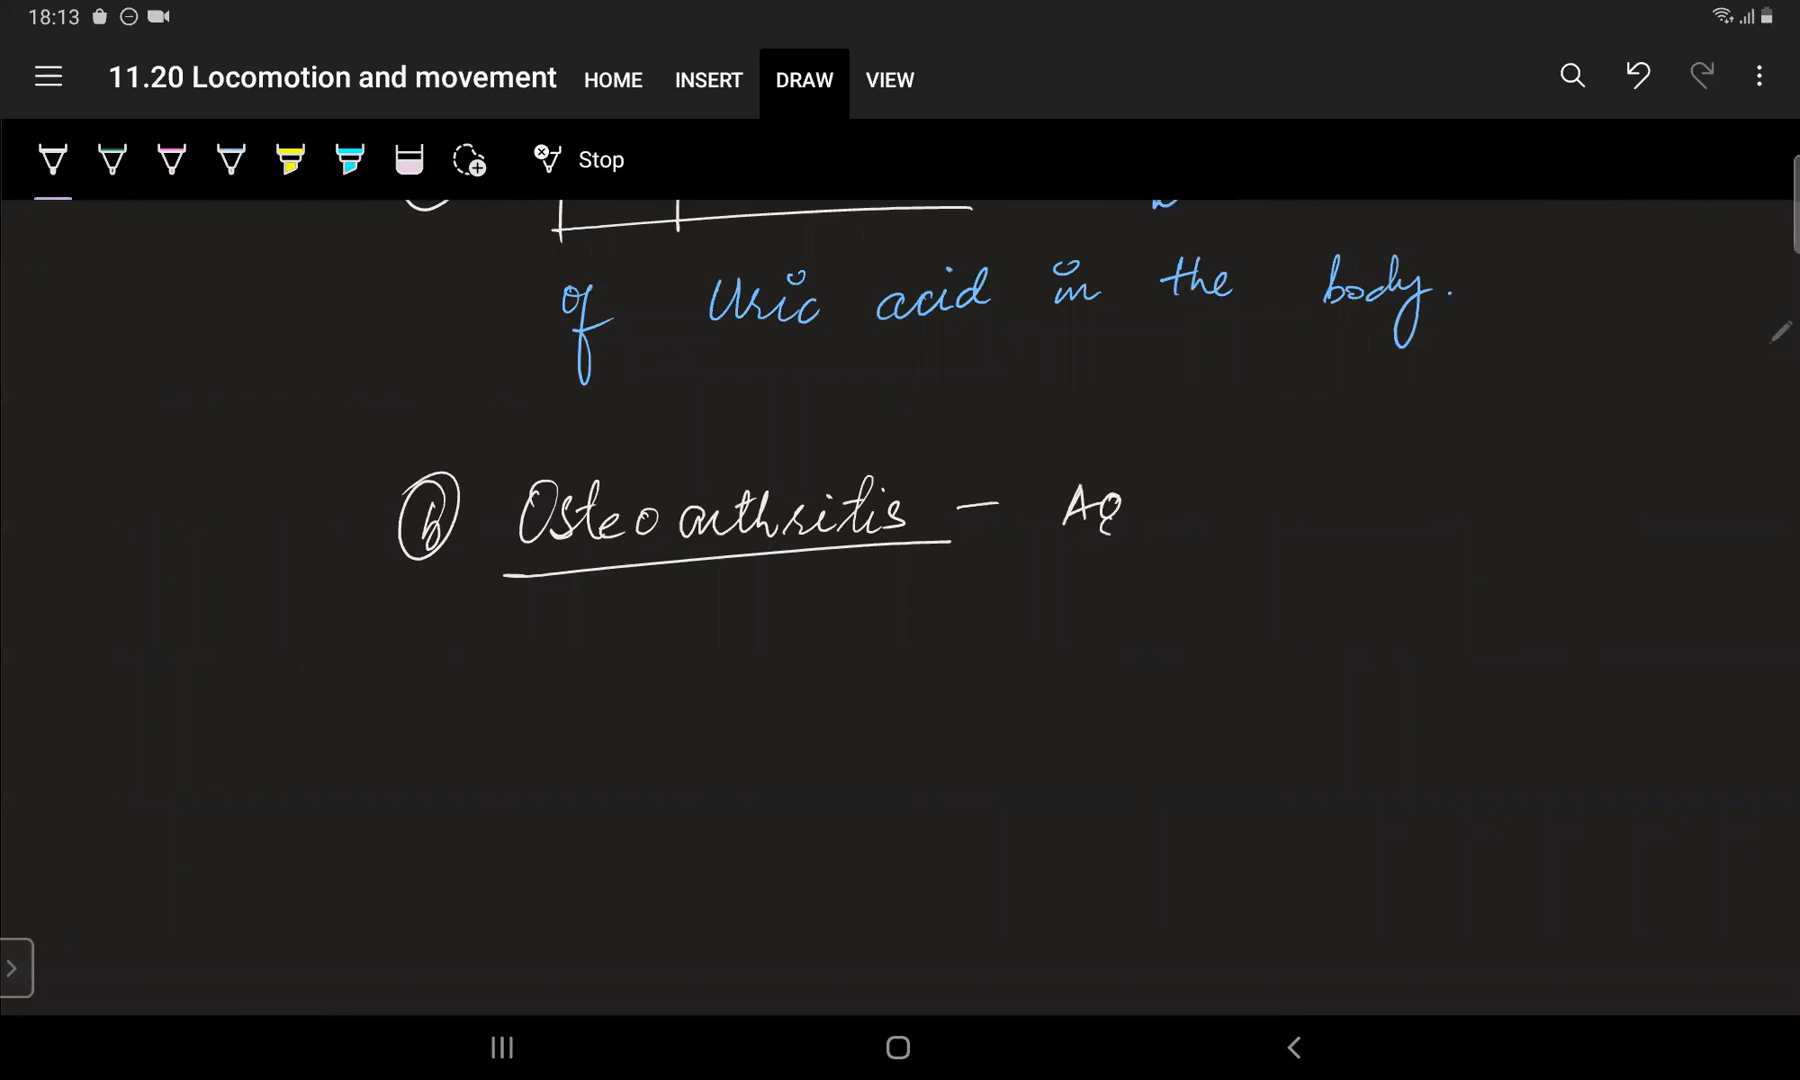 18:13
11.20 Locomotion and movement HOME INSERT DRAW VIEW
Stop
of Uric acid in the body.
b Osteoarthritis –